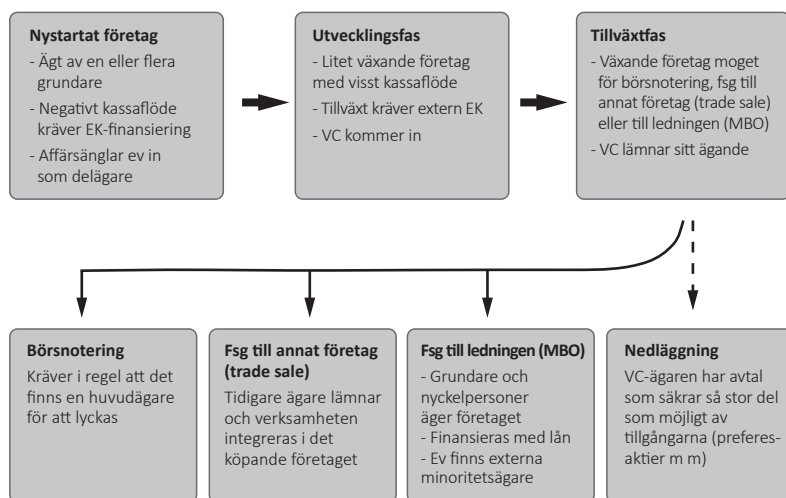 Nystartat företag
- Ägt av en eller flera
grundare
- Negativt kassaflöde
kräver EK-finansiering
- Affärsänglar ev in
som delägare
Utvecklingsfas
- Litet växande företag
med visst kassaflöde
- Tillväxt kräver extern EK
- VC kommer in
Tillväxtfas
- Växande företag moget
för börsnotering, fsg till
annat företag (trade sale)
eller till ledningen (MBO)
- VC lämnar sitt ägande
Börsnotering
Kräver i regel att det
finns en huvudägare
för att lyckas
Fsg till annat företag
(trade sale)
Tidigare ägare lämnar
och verksamheten
integreras i det
köpande företaget
Fsg till ledningen (MBO)
- Grundare och
nyckelpersoner
äger företaget
- Finansieras med lån
- Ev finns externa
minoritetsägare
Nedläggning
VC-ägaren har avtal
som säkrar så stor del
som möjligt av
tillgångarna (preferes-
aktier m m)